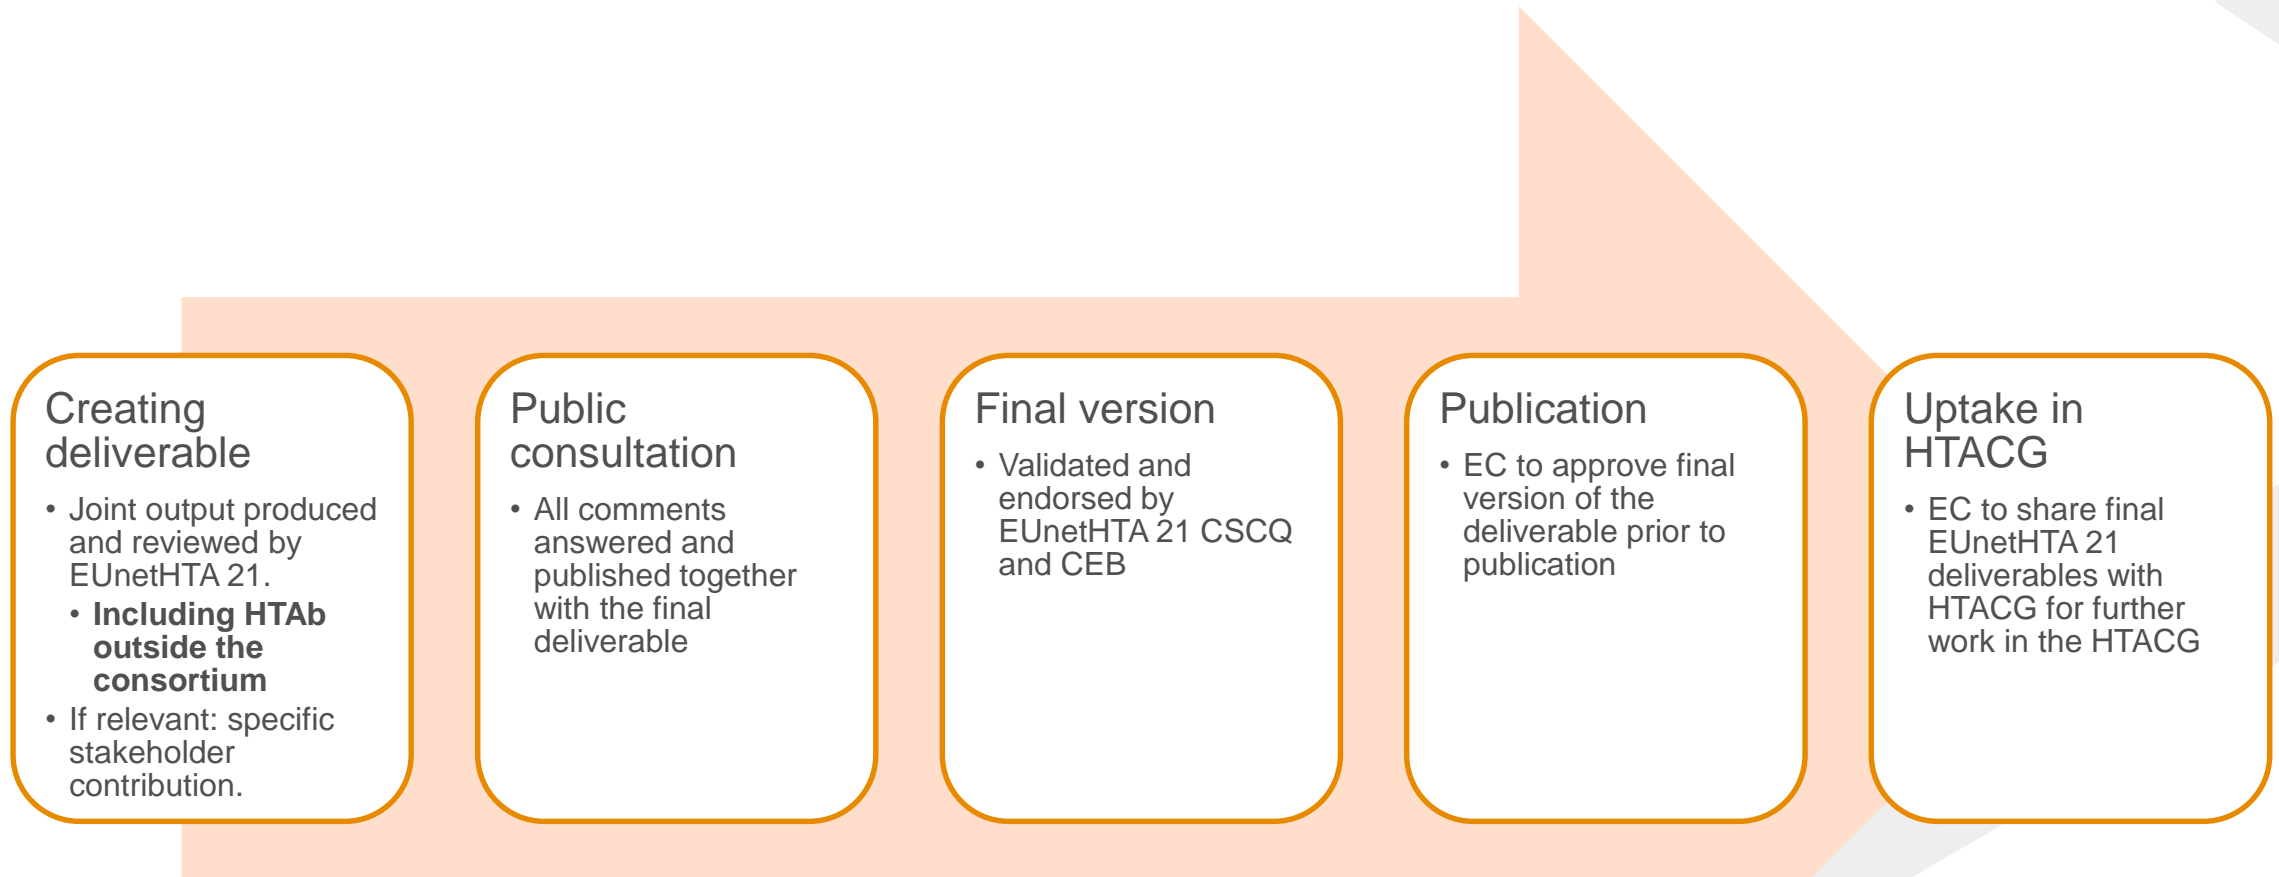 Creating
deliverable
• Joint output produced
and reviewed by
EUnetHTA 21.
• Including HTAb
outside the
consortium
• If relevant: specific
stakeholder
contribution.
Public
consultation
• All comments
answered and
published together
with the final
deliverable
Final version
• Validated and
endorsed by
EUnetHTA 21 CSCQ
and CEB
Publication
• EC to approve final
version of the
deliverable prior to
publication
Uptake in
HTACG
• EC to share final
EUnetHTA 21
deliverables with
HTACG for further
work in the HTACG